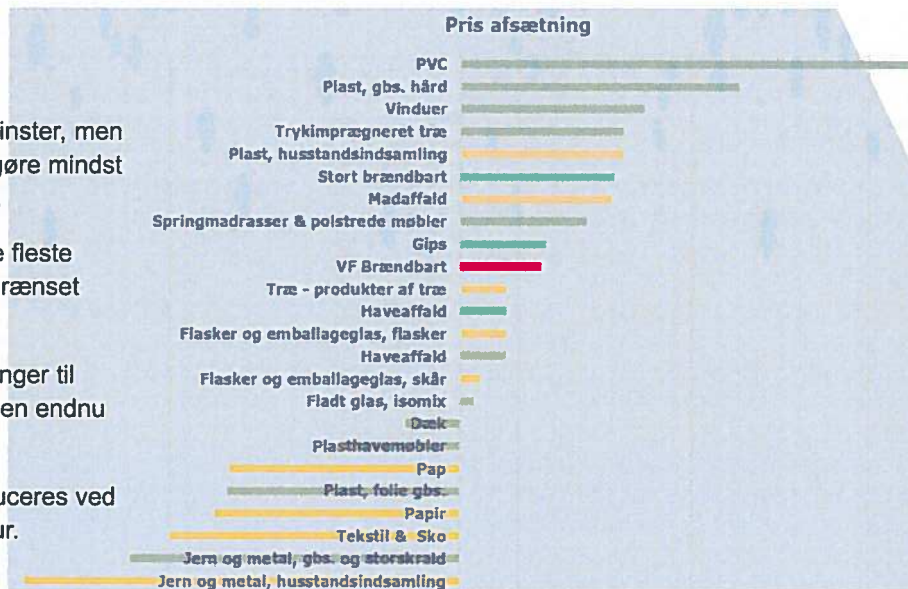 Pris afsætning
inster, men
gøre mindst
e fleste
rænset
nger til
en endnu
uceres ved
ur.
PVC
Plast, gbs. hård
Vinduer
Trykimprægneret træ
Plast, husstandsindsamling
Stort brændbart
Madaffald
Springmadrasser & polstrede møbler
Gips
VF Brændbart
Træ - produkter af træ
Haveaffald
Flasker og emballageglas, flasker
Haveaffald
Flasker og emballageglas, skår
Fladt glas, isomix
Dæk
Plasthavemøbler
Pap
Plast, folie gbs.
Papir
Tekstil & Sko
Jern og metal, gbs. og storskrald
Jern og metal, husstandsindsamling